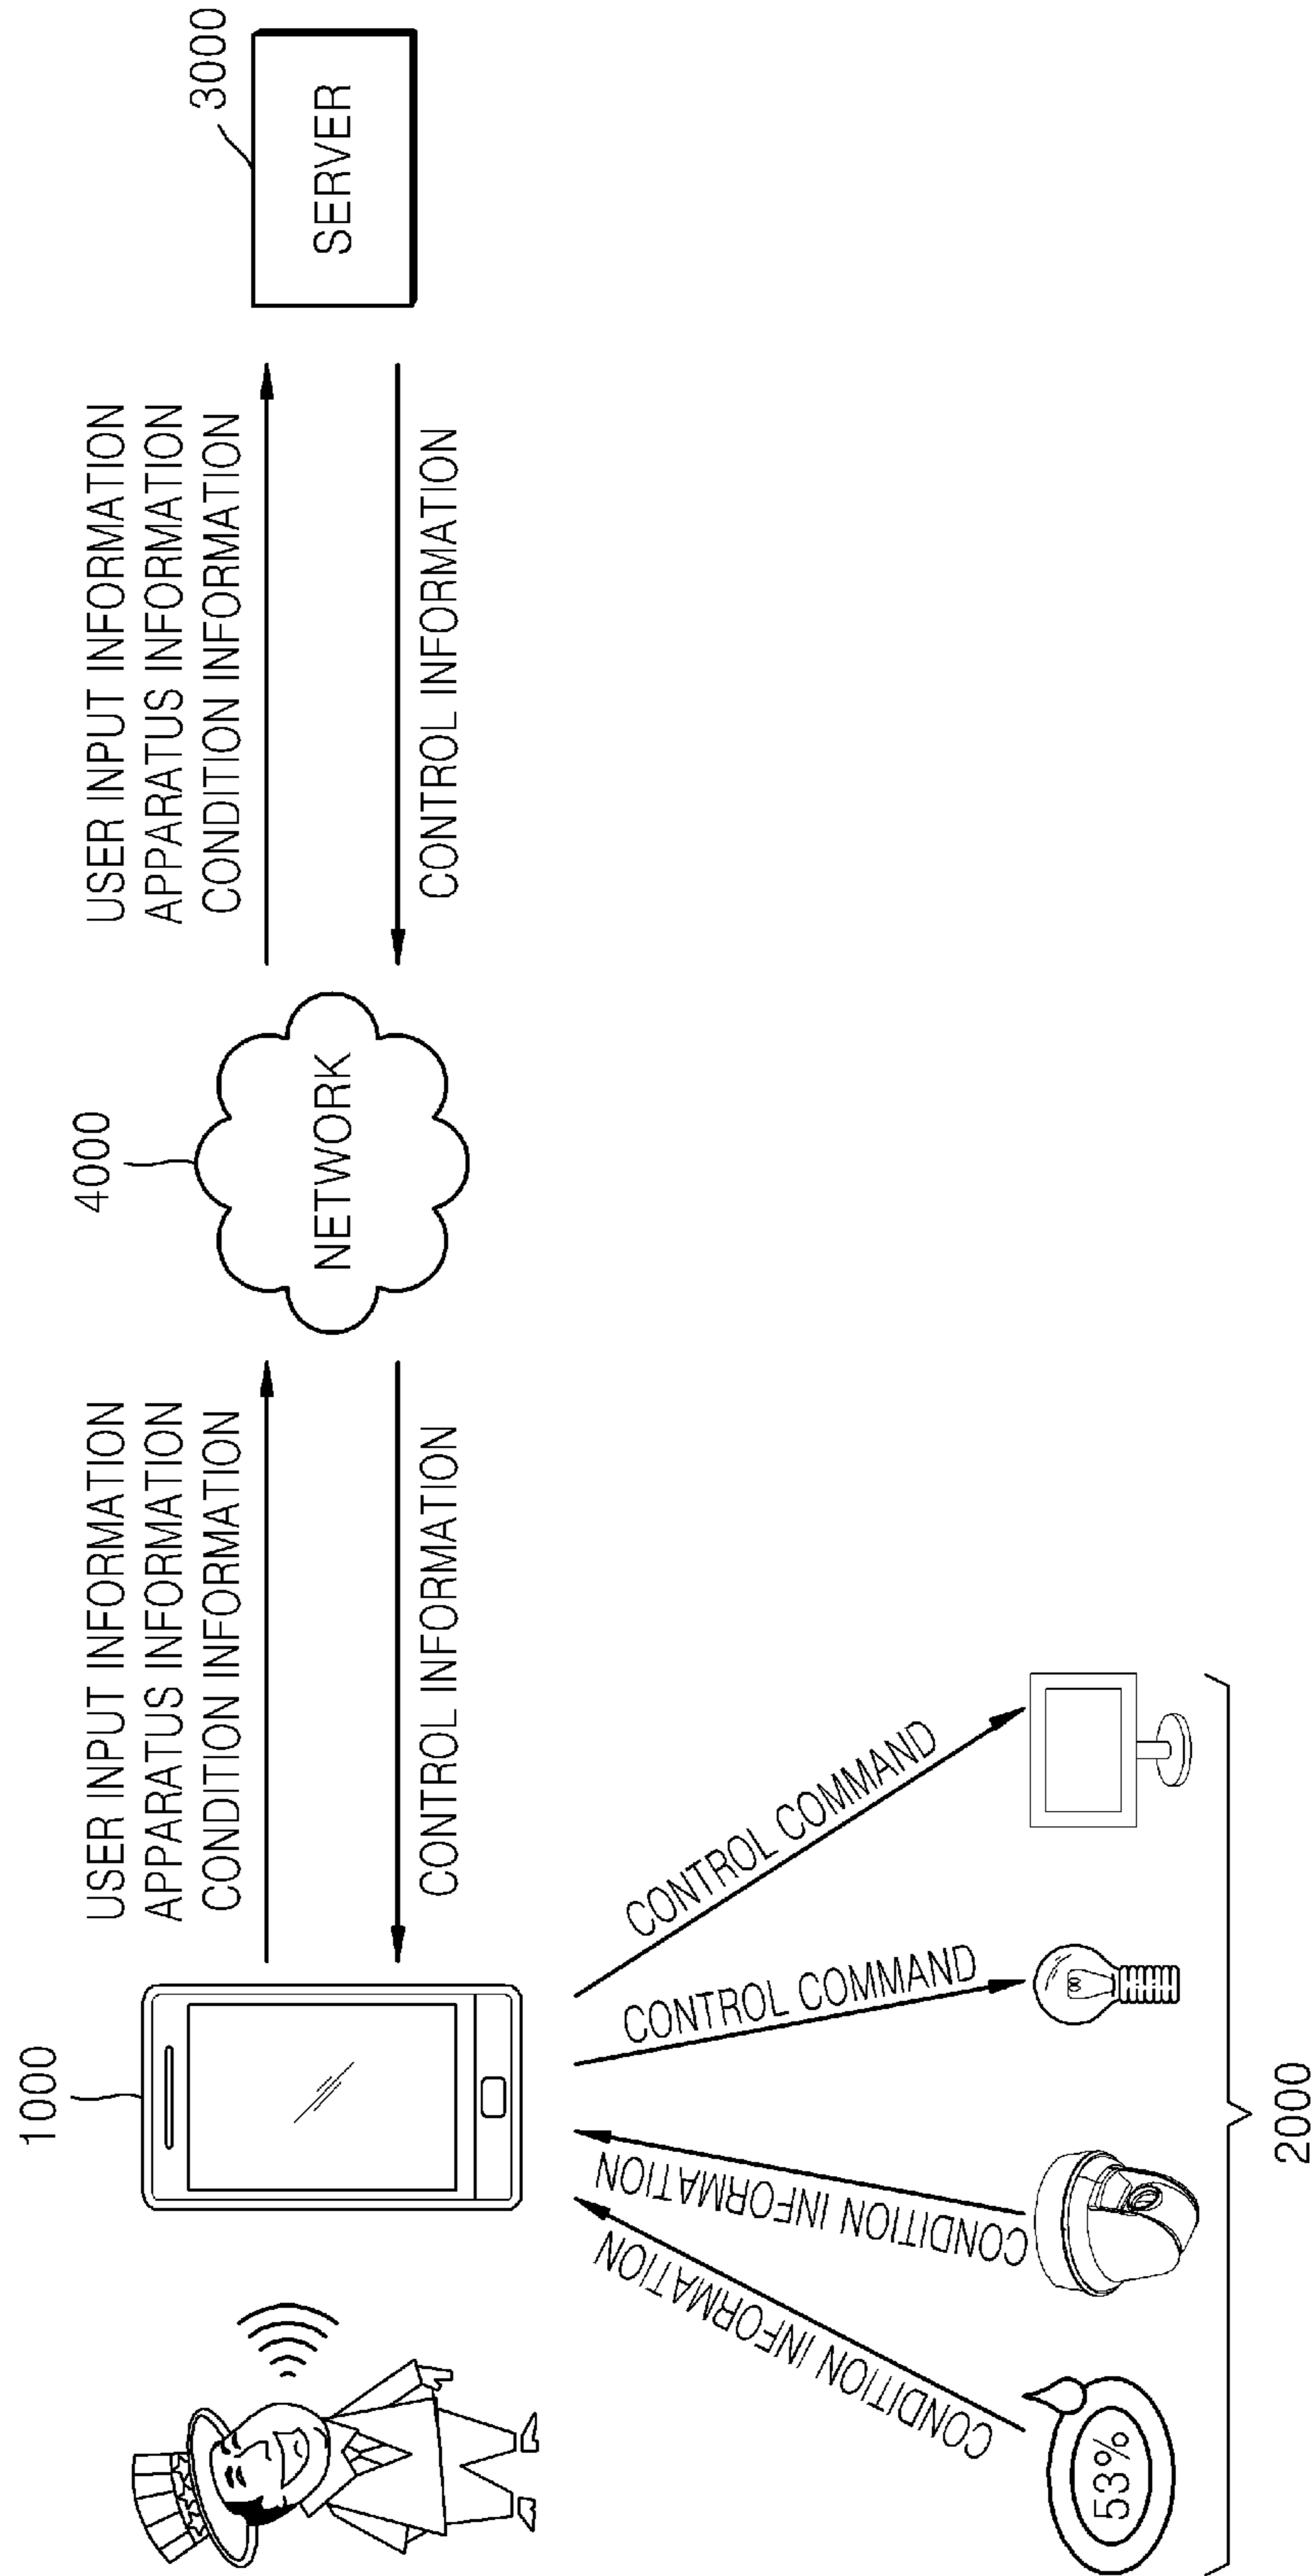 1000
USER INPUT INFORMATION
APPARATUS INFORMATION
CONDITION INFORMATION
CONTROL INFORMATION
4000
NETWORK
USER INPUT INFORMATION
APPARATUS INFORMATION
CONDITION INFORMATION
CONTROL INFORMATION
3000
SERVER
CONDITION INFORMATION
CONDITION INFORMATION
CONTROL COMMAND
CONTROL COMMAND
53%
2000